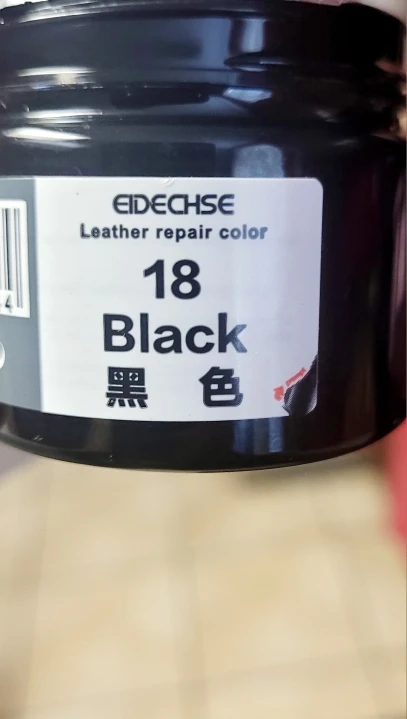 EIDECHSE
Leather repair color
18
Black
黑 色